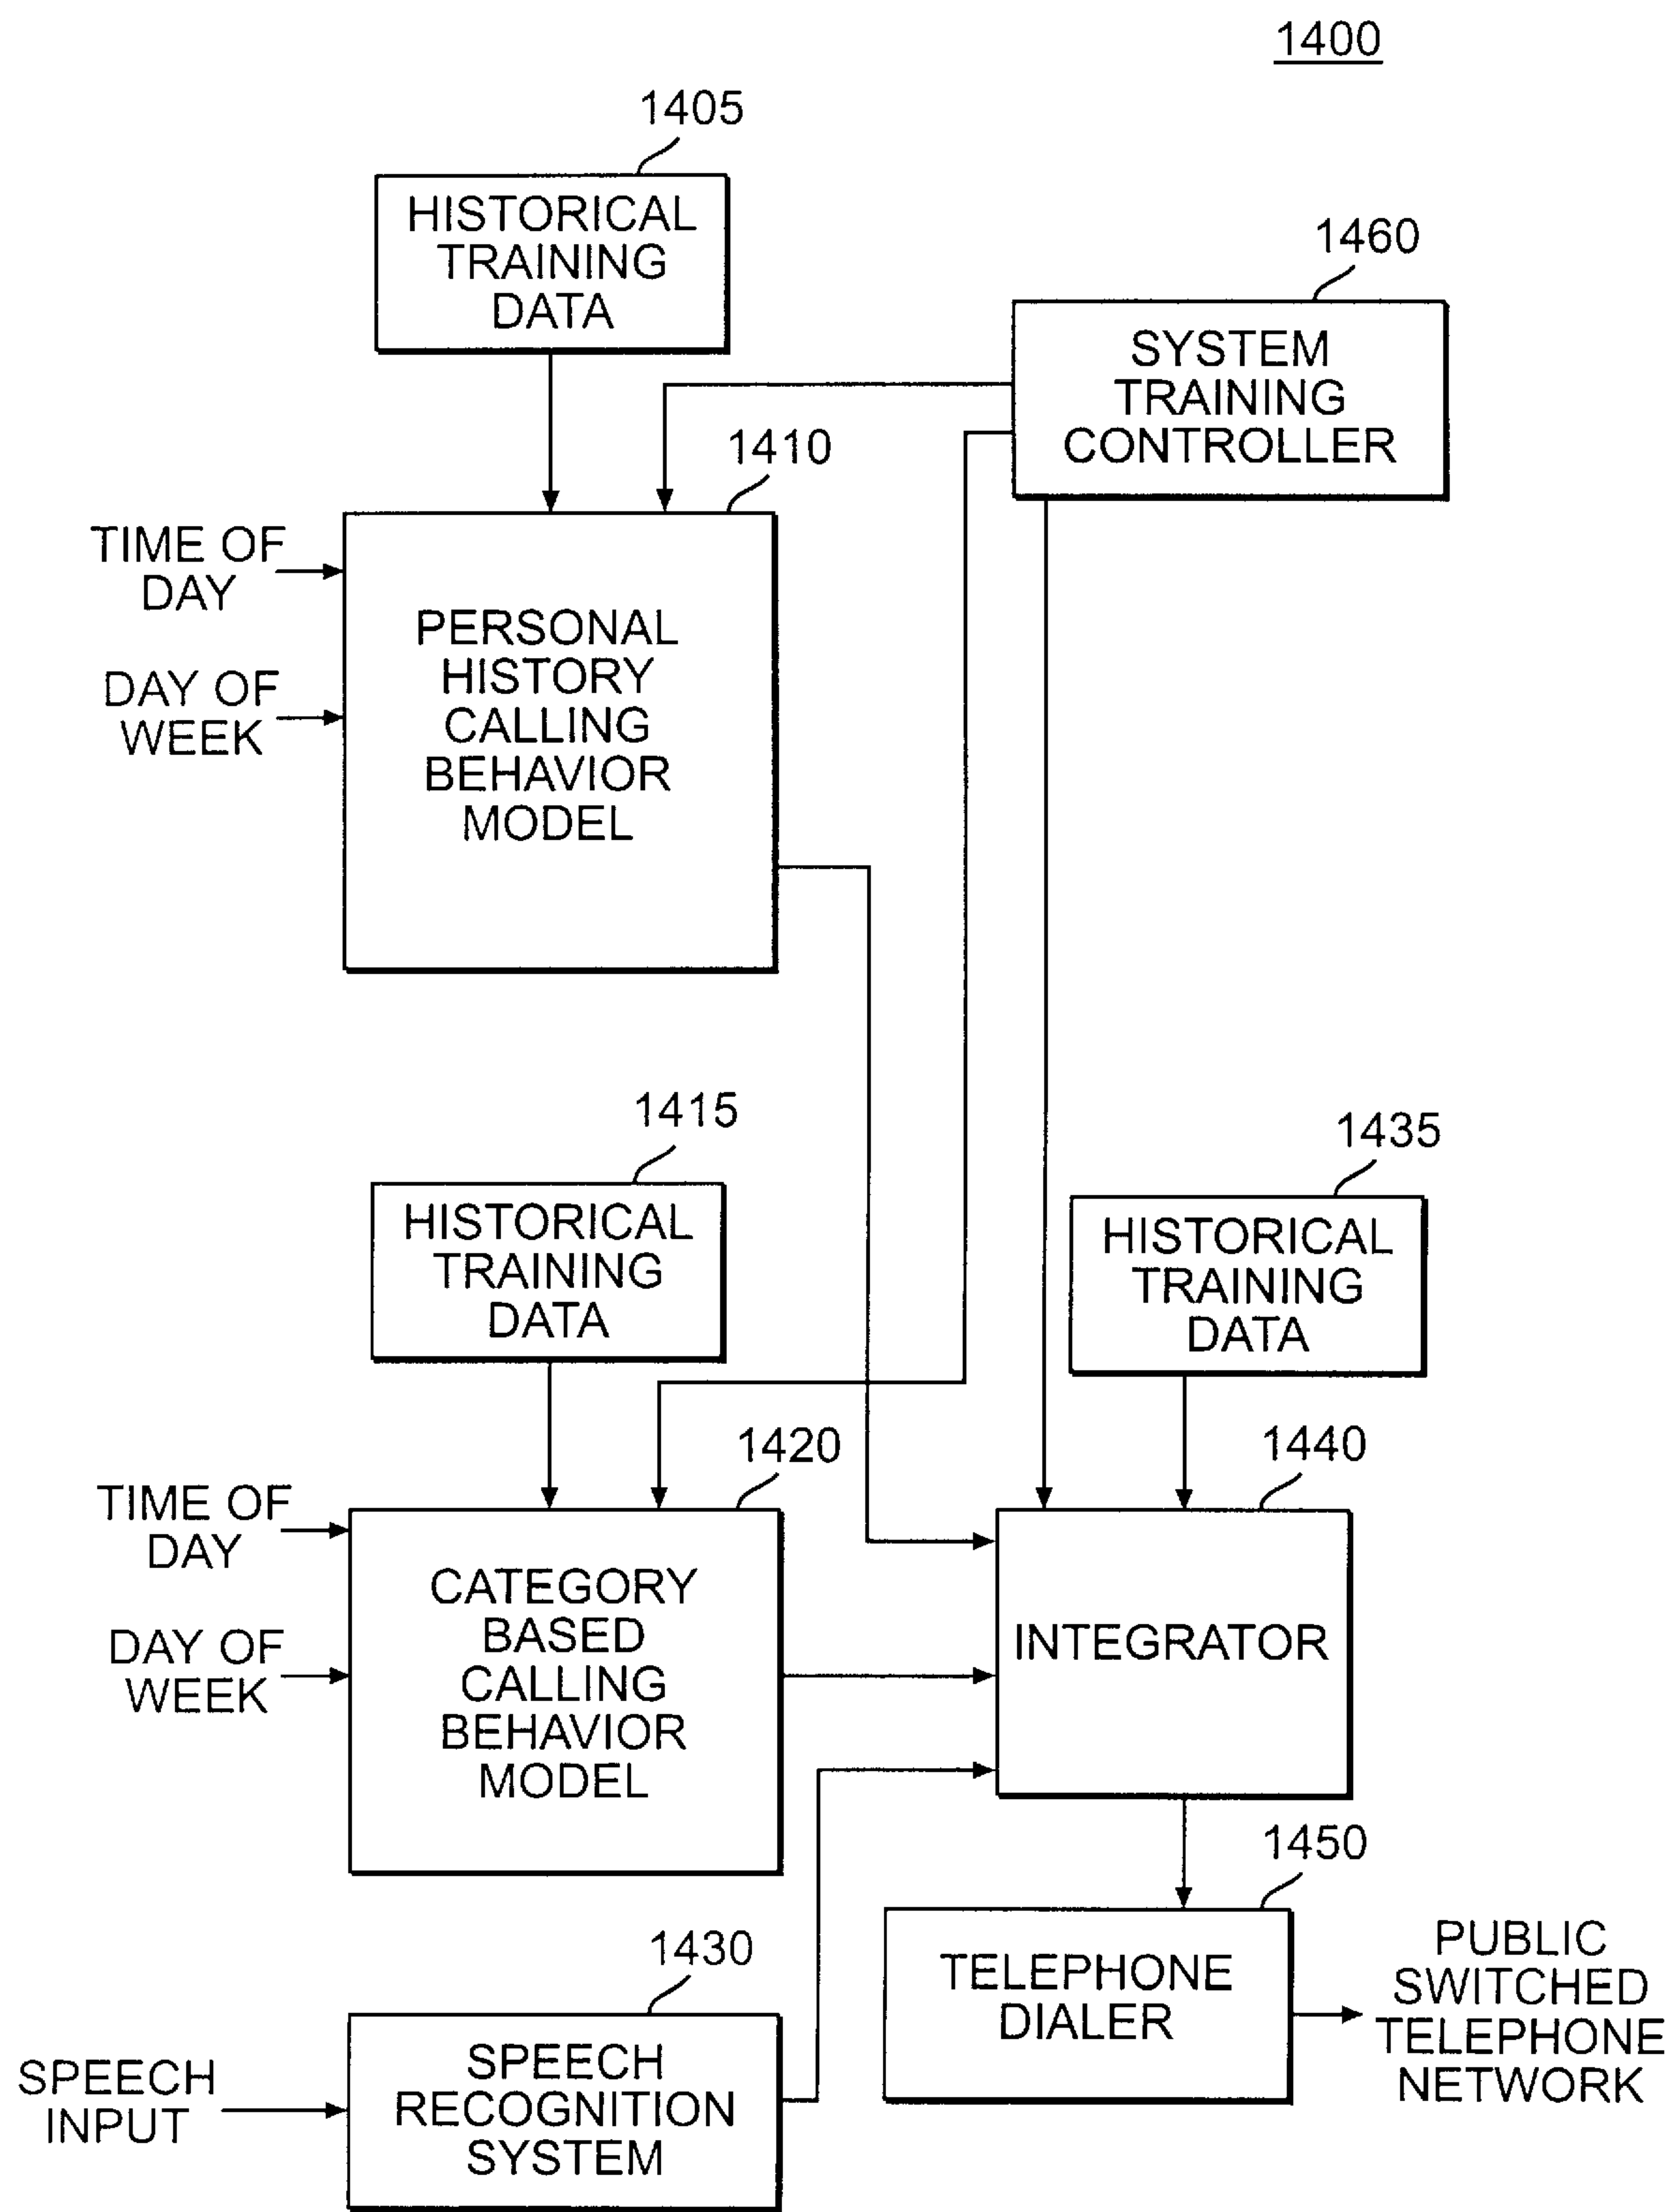 1400
1405
HISTORICAL
TRAINING
DATA
1460
SYSTEM
TRAINING
CONTROLLER
1410
TIME OF
DAY
DAY OF
WEEK
PERSONAL
HISTORY
CALLING
BEHAVIOR
MODEL
1415
HISTORICAL
TRAINING
DATA
1435
HISTORICAL
TRAINING
DATA
1420
TIME OF
DAY
DAY OF
WEEK
CATEGORY
BASED
CALLING
BEHAVIOR
MODEL
1440
INTEGRATOR
1450
TELEPHONE
DIALER
PUBLIC
SWITCHED
TELEPHONE
NETWORK
1430
SPEECH
INPUT
SPEECH
RECOGNITION
SYSTEM